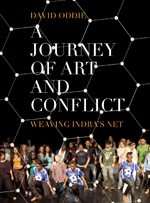 DAVID ODDIE
A
JOURNEY
OF ART
AND
CONFLICT
WEAVING INDRA'S NET